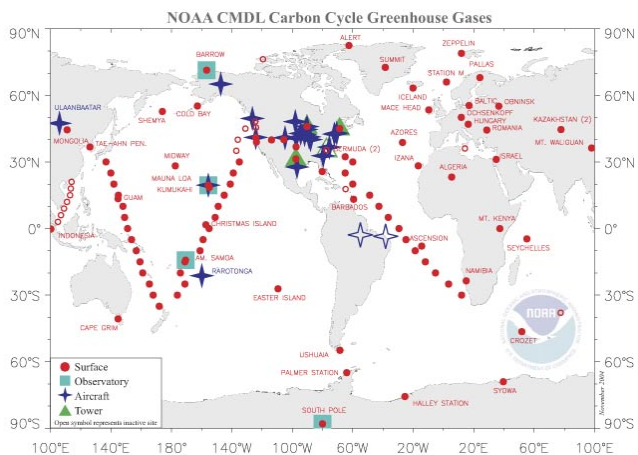 NOAA CMDL Carbon Cycle Greenhouse Gases
90°N
60°N
30°N
0°
30°S
60°S
90°S
90°N
60°N
30°N
0°
30°S
60°S
90°S
100°E
140°E
180°
140°W
100°W
60°W
20°W
20°E
60°E
100°E
ALERT
ZEPPELIN
BARROW
SUMMIT
PALLAS
STATION M
ICELAND
ULAANBAATAR
COLD BAY
SHEMYA
MACE HEAD
BALTIC
OBNINSK
OCHSENKOPF
HUNGARY
ROMANIA
KAZAKHSTAN (2)
MONGOLIA
TAE-AHN PEN.
MT. WALIGUAN
AZORES
BERMUDA (2)
MIDWAY
IZANA
ISRAEL
MAUNA LOA
KUMUKAHI
ALGERIA
GUAM
BARBADOS
CHRISTMAS ISLAND
MT. KENYA
INDONESIA
ASCENSION
SEYCHELLES
AM. SAMOA
RAROTONGA
NAMIBIA
EASTER ISLAND
CAPE GRIM
NOAA
CROZET
USHUAIA
PALMER STATION
SYOWA
HALLEY STATION
SOUTH POLE
Surface
Observatory
Aircraft
Tower
Open symbol represents inactive site
November 2004